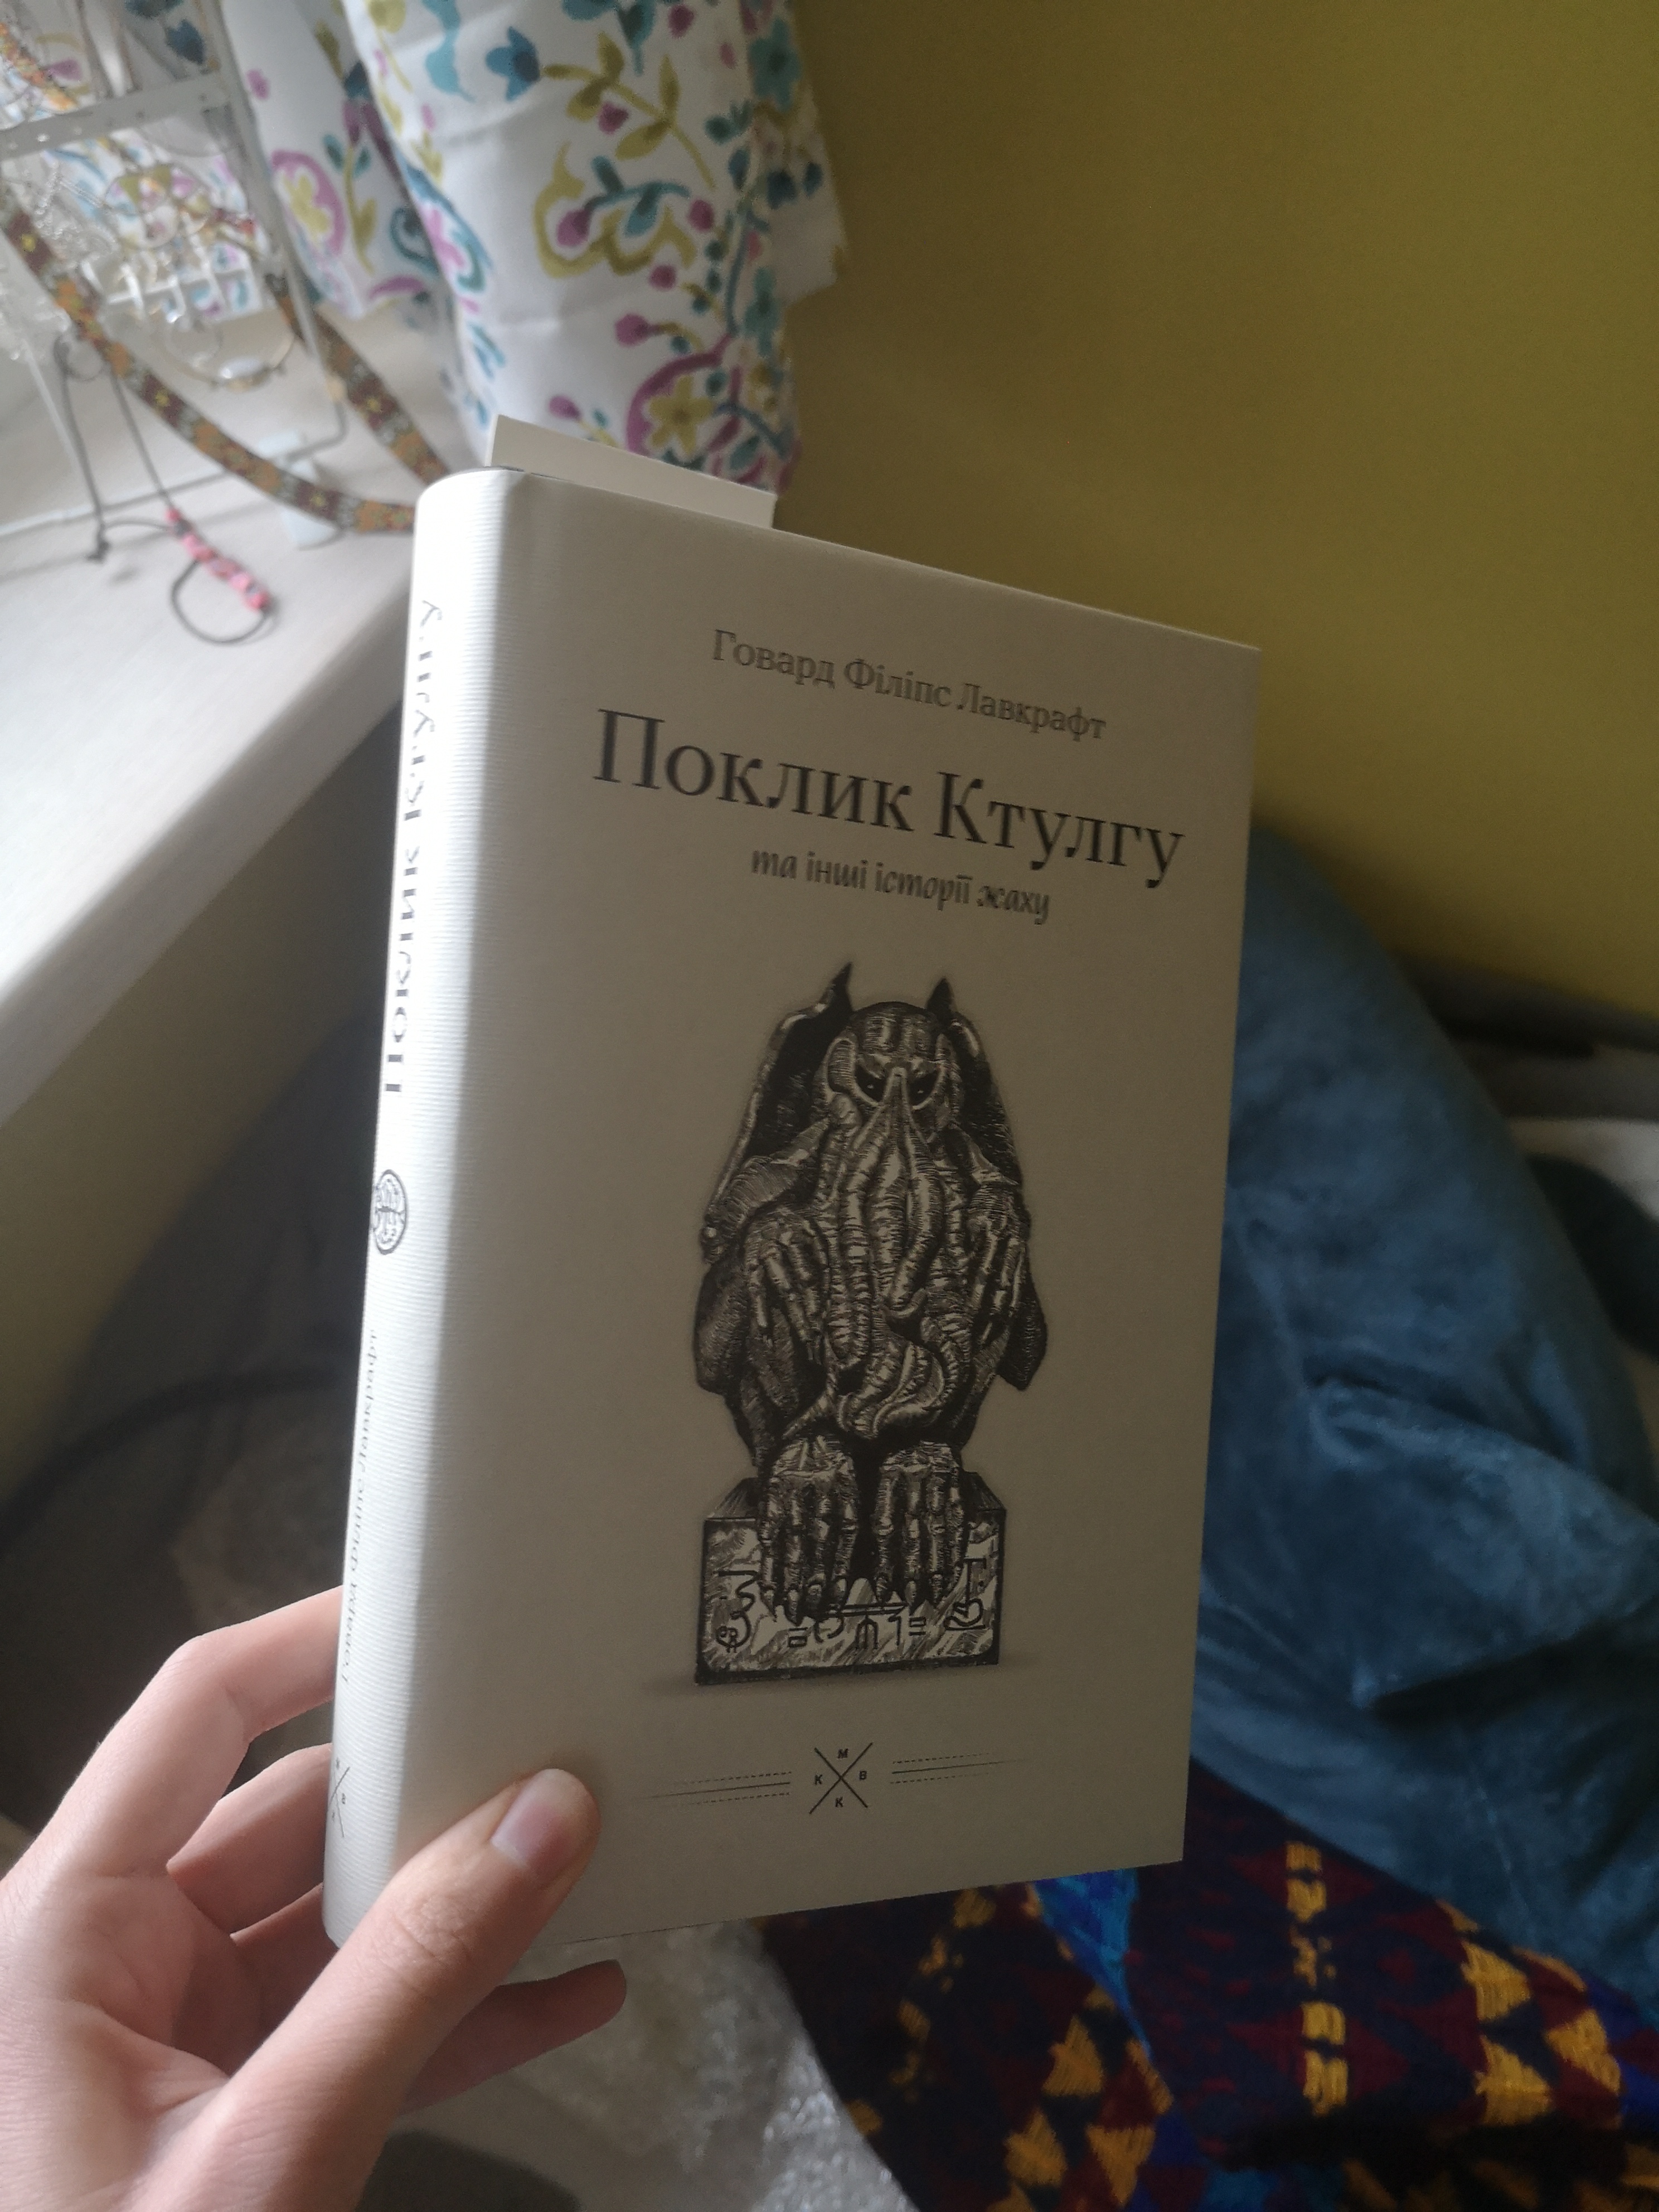 Говард Філіпс Лавкрафт
Поклик Ктулгу
та інші історії жаху
М
К В
К
Поклик Ктулгу
Говард Філіпс Лавкрафт